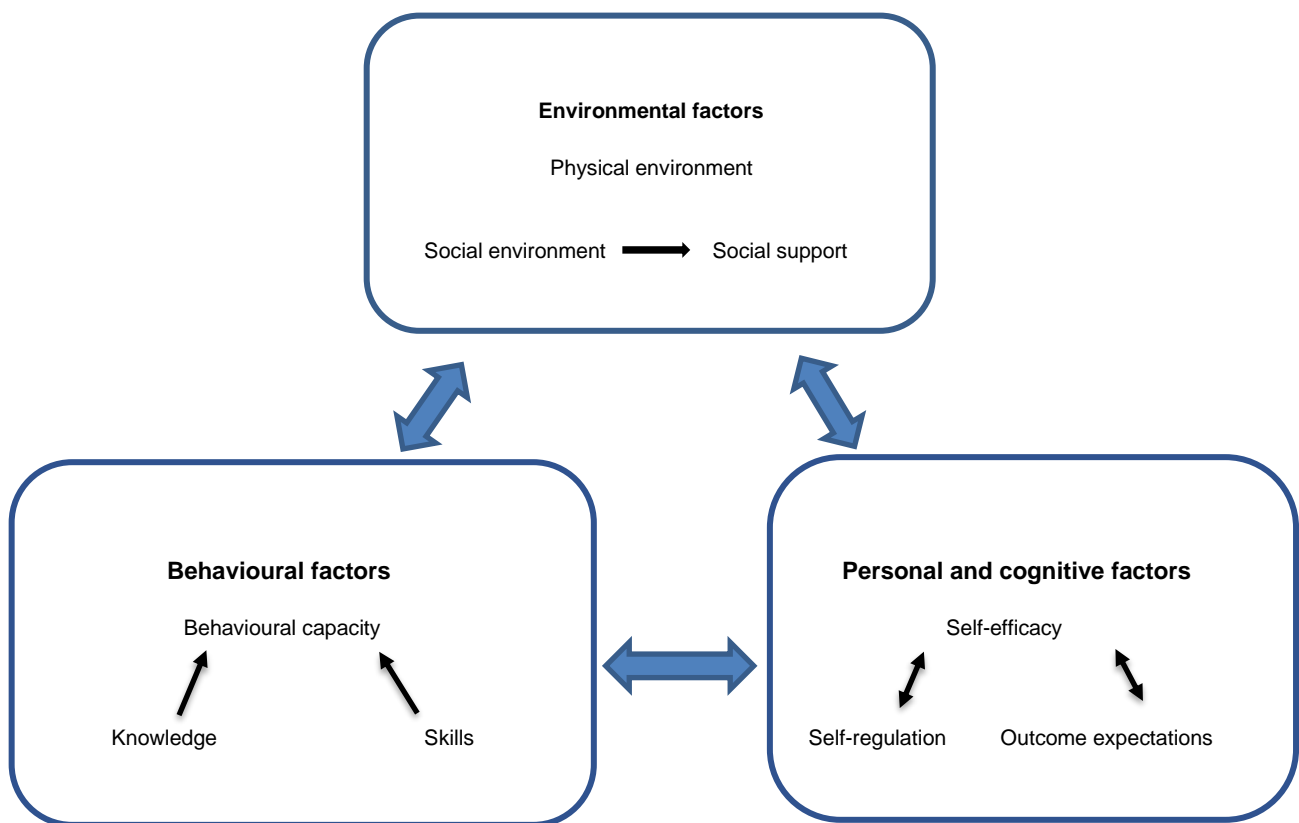 Environmental factors
Physical environment
Social environment Social support
Behavioural factors
Behavioural capacity
Knowledge Skills
Personal and cognitive factors
Self-efficacy
Self-regulation Outcome expectations